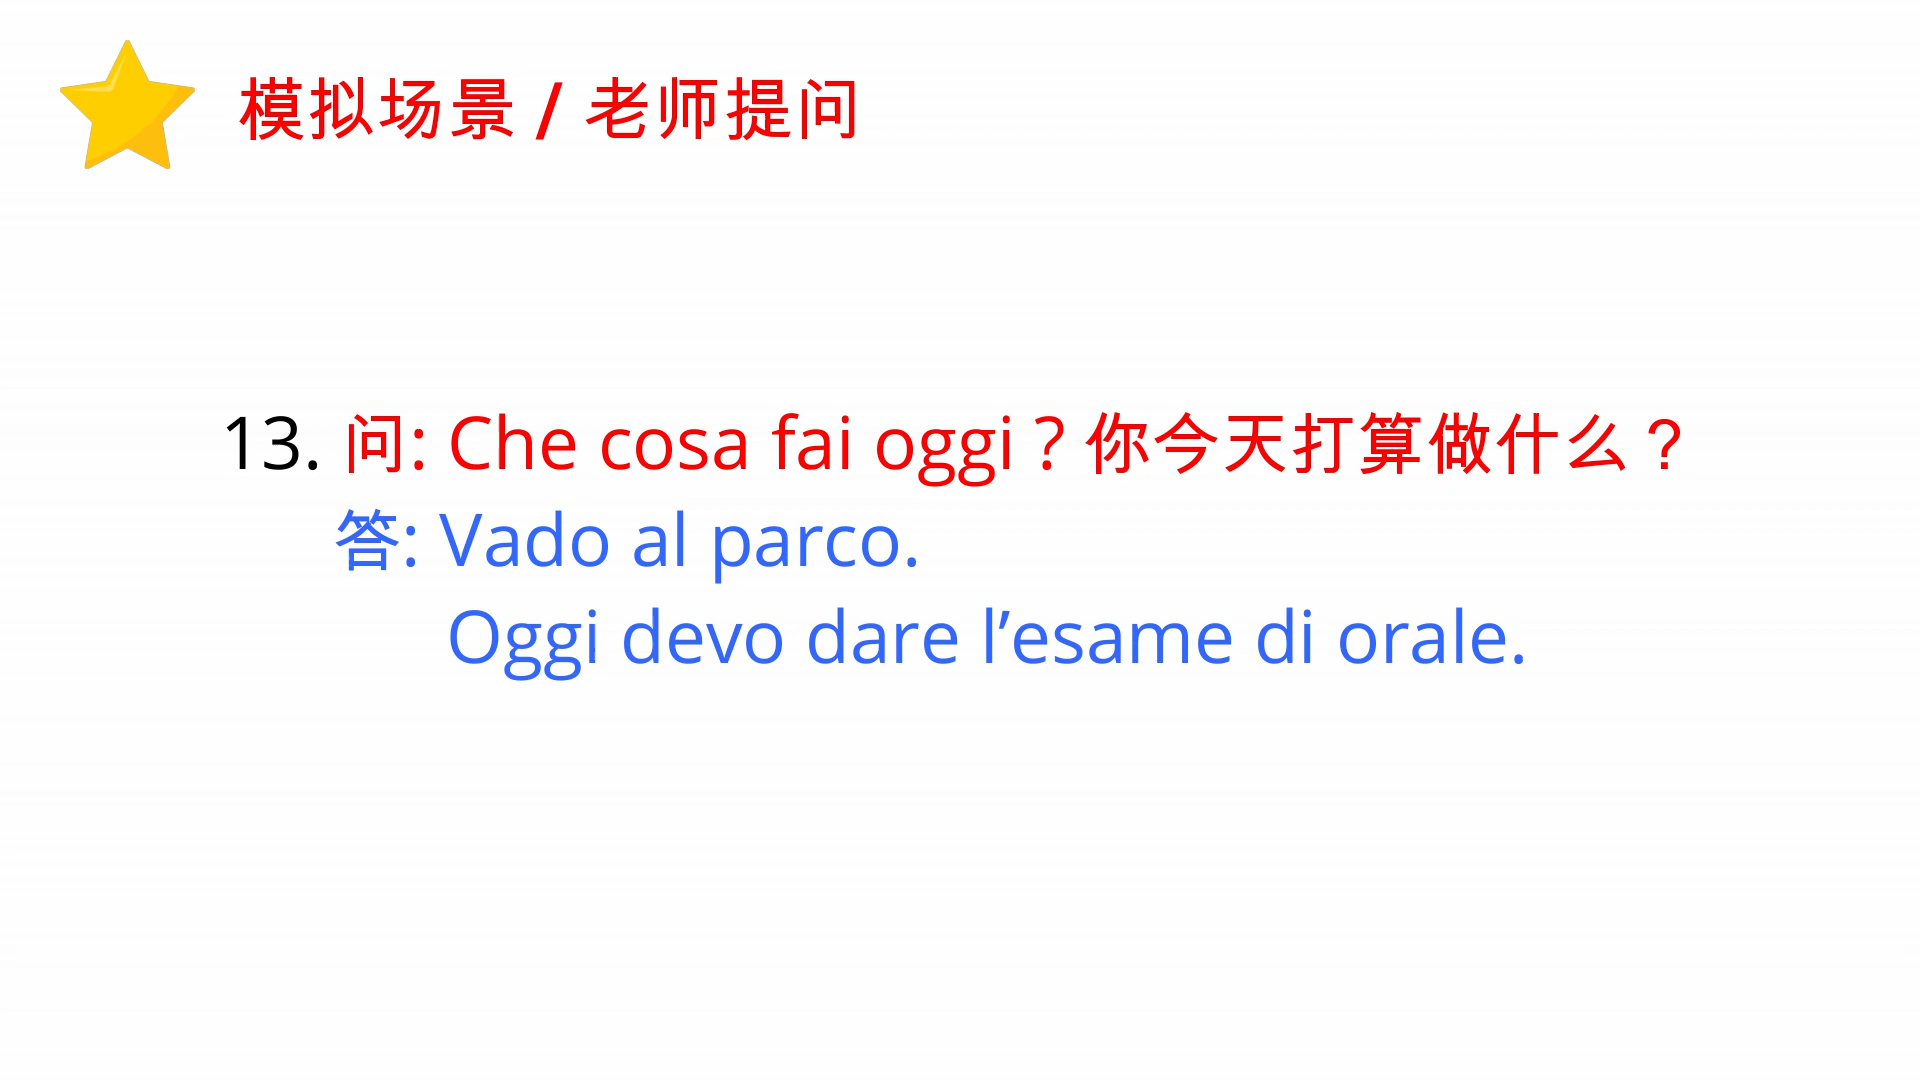 模拟场景 / 老师提问
13. 问: Che cosa fai oggi ? 你今天打算做什么？
答: Vado al parco.
Oggi devo dare l’esame di orale.